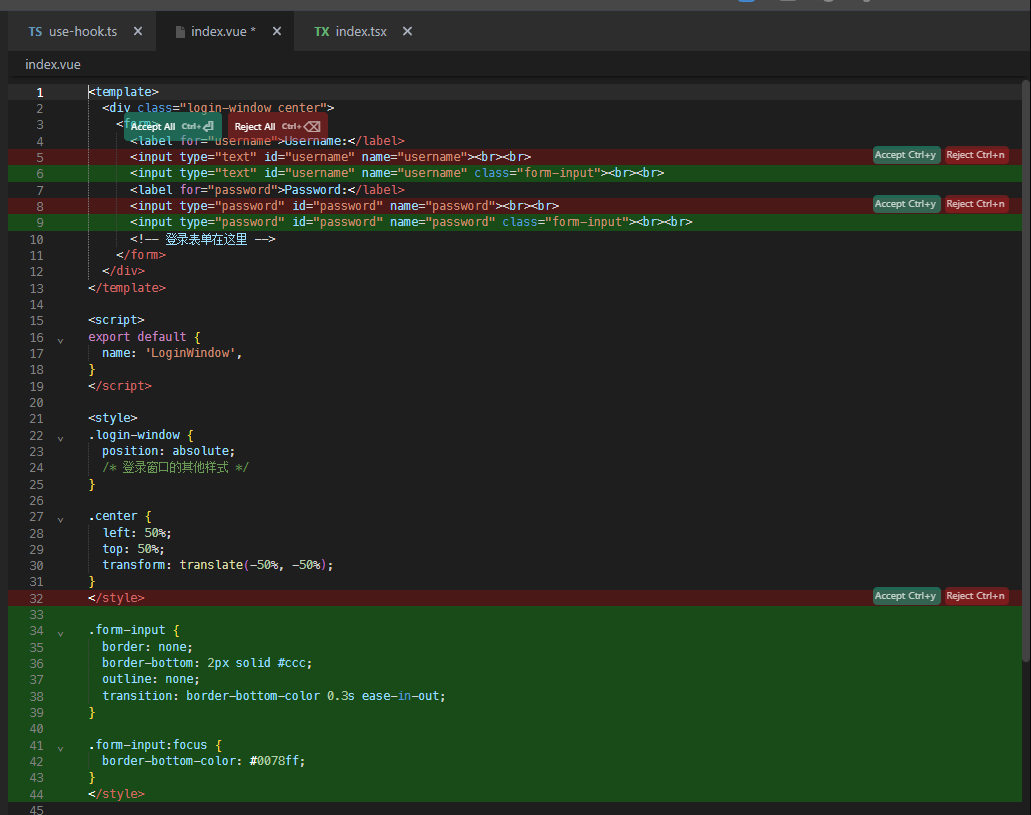 TS use-hook.ts ✕ index.vue * ✕ TX index.tsx ✕
index.vue
1 <template>
2 <div class="login-window center">
3 <form>
Accept All Ctrl+⏎ Reject All Ctrl+⌫
4 <label for="username">Username:</label>
5 <input type="text" id="username" name="username"><br><br> Accept Ctrl+y Reject Ctrl+n
6 <input type="text" id="username" name="username" class="form-input"><br><br>
7 <label for="password">Password:</label>
8 <input type="password" id="password" name="password"><br><br> Accept Ctrl+y Reject Ctrl+n
9 <input type="password" id="password" name="password" class="form-input"><br><br>
10 <!-- 登录表单在这里 -->
11 </form>
12 </div>
13 </template>
14
15 <script>
16 export default {
17 name: 'LoginWindow',
18 }
19 </script>
20
21 <style>
22 .login-window {
23 position: absolute;
24 /* 登录窗口的其他样式 */
25 }
26
27 .center {
28 left: 50%;
29 top: 50%;
30 transform: translate(-50%, -50%);
31 }
32 </style> Accept Ctrl+y Reject Ctrl+n
33
34 .form-input {
35 border: none;
36 border-bottom: 2px solid #ccc;
37 outline: none;
38 transition: border-bottom-color 0.3s ease-in-out;
39 }
40
41 .form-input:focus {
42 border-bottom-color: #0078ff;
43 }
44 </style>
45